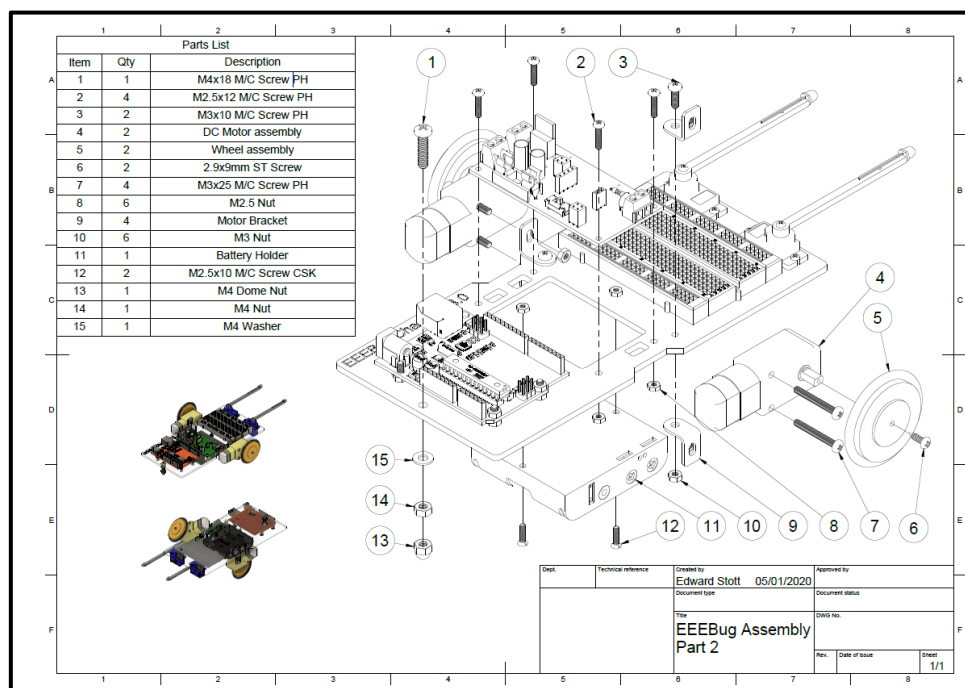 1 2 3 4 5 6 7 8
Parts List
Item Qty Description
1 1 M4x18 M/C Screw PH
2 4 M2.5x12 M/C Screw PH
3 2 M3x10 M/C Screw PH
4 2 DC Motor assembly
5 2 Wheel assembly
6 2 2.9x9mm ST Screw
7 4 M3x25 M/C Screw PH
8 6 M2.5 Nut
9 4 Motor Bracket
10 6 M3 Nut
11 1 Battery Holder
12 2 M2.5x10 M/C Screw CSK
13 1 M4 Dome Nut
14 1 M4 Nut
15 1 M4 Washer
A
B
C
D
E
F
1
2
3
4
5
15
14
13
12
11
10
9
8
7
6
A
B
C
D
E
F
Dept.
Technical reference
Created by
Edward Stott 05/01/2020
Approved by
Document type
Document status
Title
EEEBug Assembly
Part 2
DWG No.
Rev.
Date of issue
Sheet
1/1
1 2 3 4 5 6 7 8